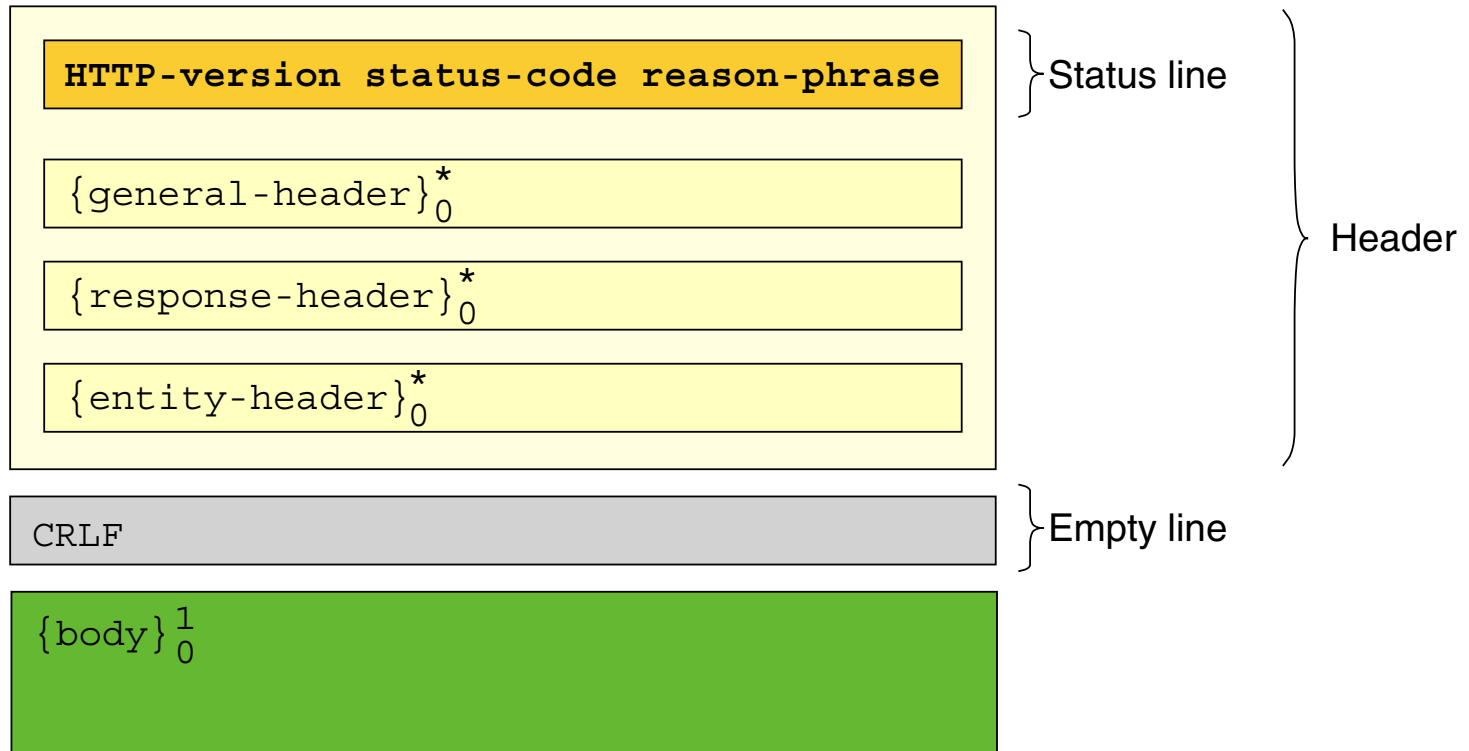 HTTP-version status-code reason-phrase
Status line
{general-header}*0
Header
{response-header}*0
{entity-header}*0
CRLF
Empty line
{body}10